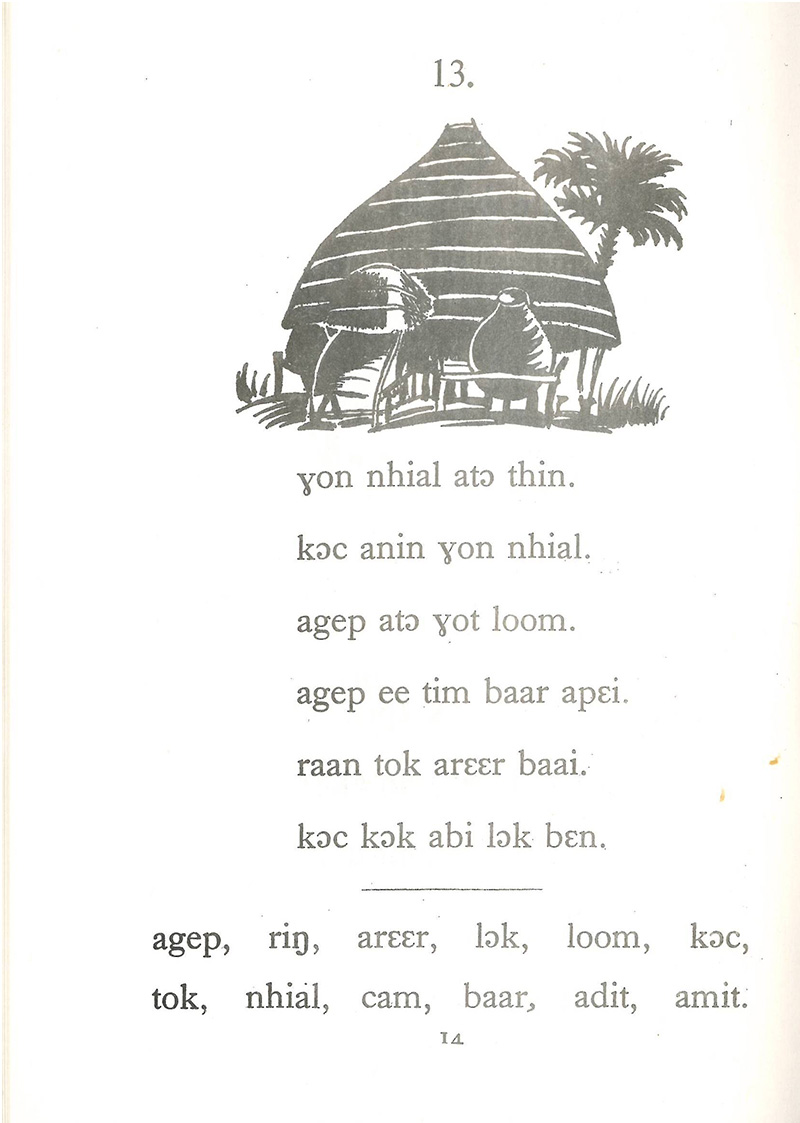 13.
ɣon nhial atɔ thin.
kɔc anin ɣon nhial.
agep atɔ ɣot loom.
agep ee tim baar apɛi.
raan tok arɛɛr baai.
kɔc kɔk abi lɔk bɛn.
agep, riŋ, arɛɛr, lɔk, loom, kɔc,
tok, nhial, cam, baar, adit, amit.
14